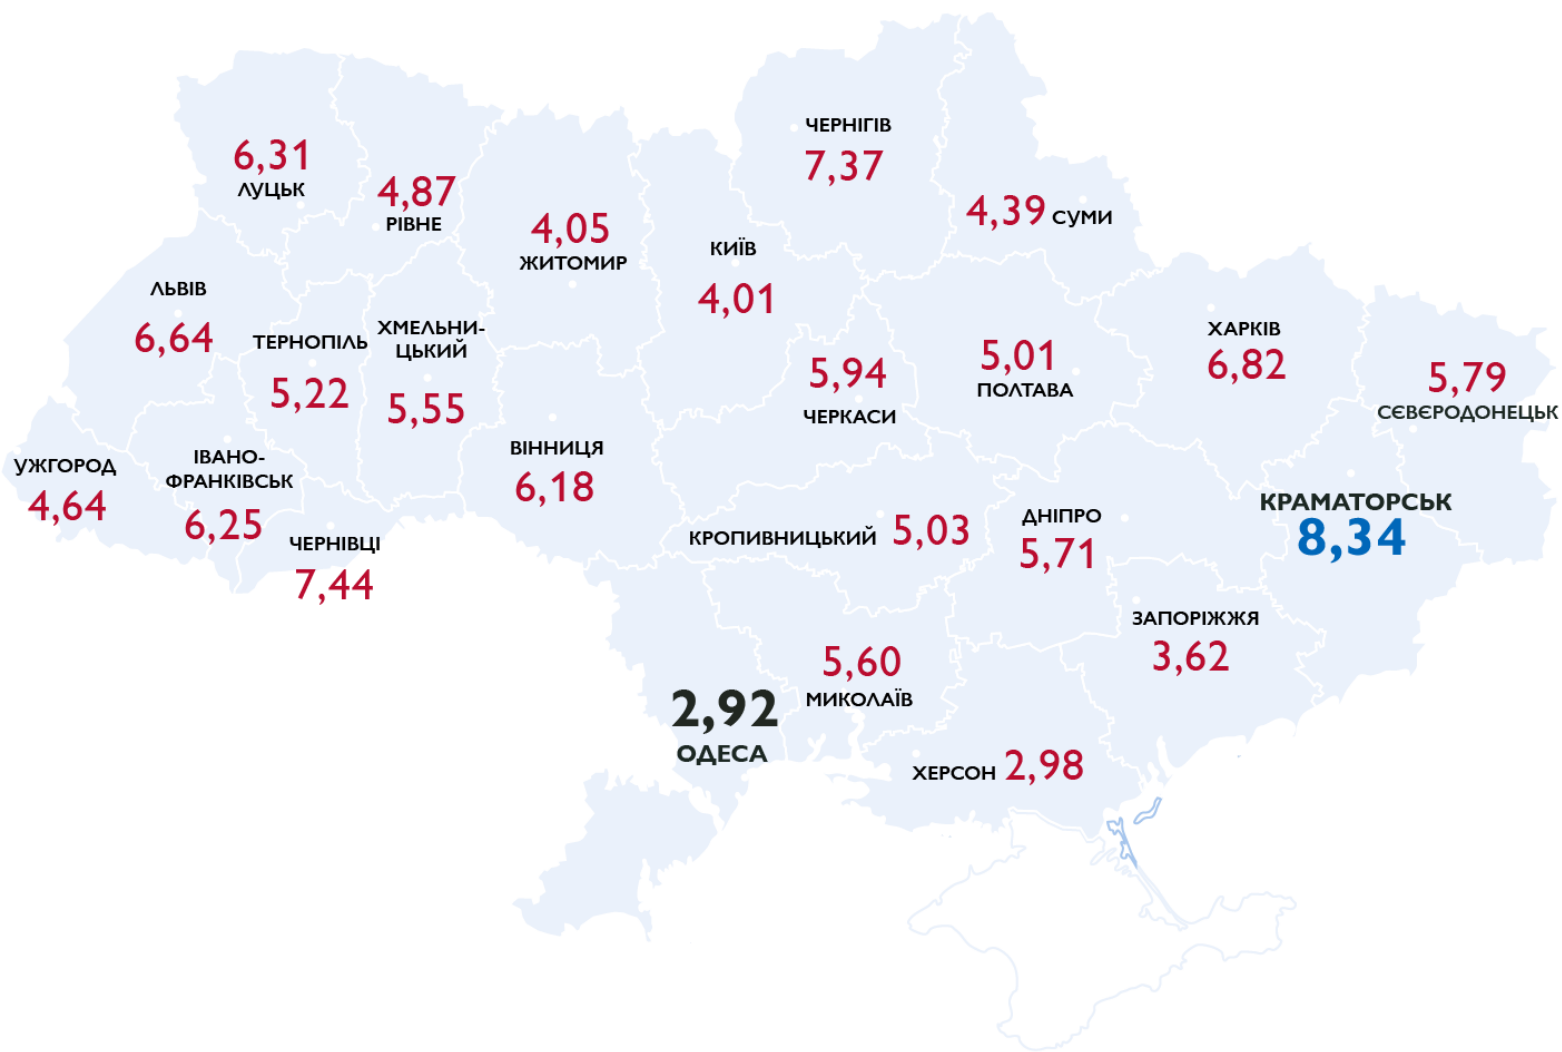 ЧЕРНІГІВ
7,37
6,31
ЛУЦЬК
4,87
РІВНЕ
4,39 СУМИ
4,05
ЖИТОМИР
КИЇВ
4,01
ЛЬВІВ
6,64
ТЕРНОПІЛЬ
5,22
ХМЕЛЬНИ-
ЦЬКИЙ
5,55
5,94
ЧЕРКАСИ
5,01
ПОЛТАВА
ХАРКІВ
6,82
5,79
СЄВЄРОДОНЕЦЬК
УЖГОРОД
4,64
ІВАНО-
ФРАНКІВСЬК
6,25
ВІННИЦЯ
6,18
ЧЕРНІВЦІ
7,44
КРОПИВНИЦЬКИЙ 5,03
ДНІПРО
5,71
КРАМАТОРСЬК
8,34
ЗАПОРІЖЖЯ
3,62
5,60
МИКОЛАЇВ
2,92
ОДЕСА
ХЕРСОН 2,98